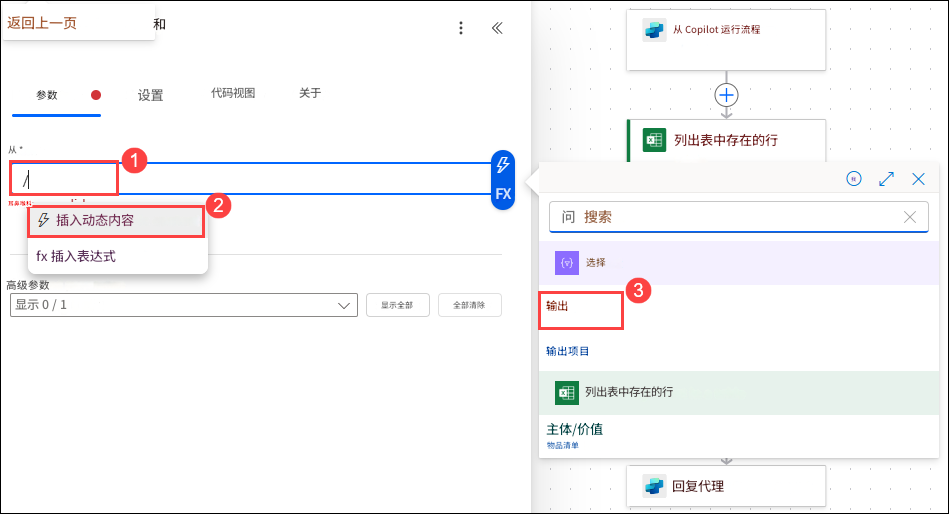 返回上一页
和
参数
设置
代码视图
关于
从 *
1
/
FX
2
插入动态内容
fx 插入表达式
高级参数
显示 0 / 1
显示全部
全部清除
从 Copilot 运行流程
列出表中存在的行
fx
问 搜索
{v} 选择
3
输出
输出项目
列出表中存在的行
主体/价值
物品清单
回复代理